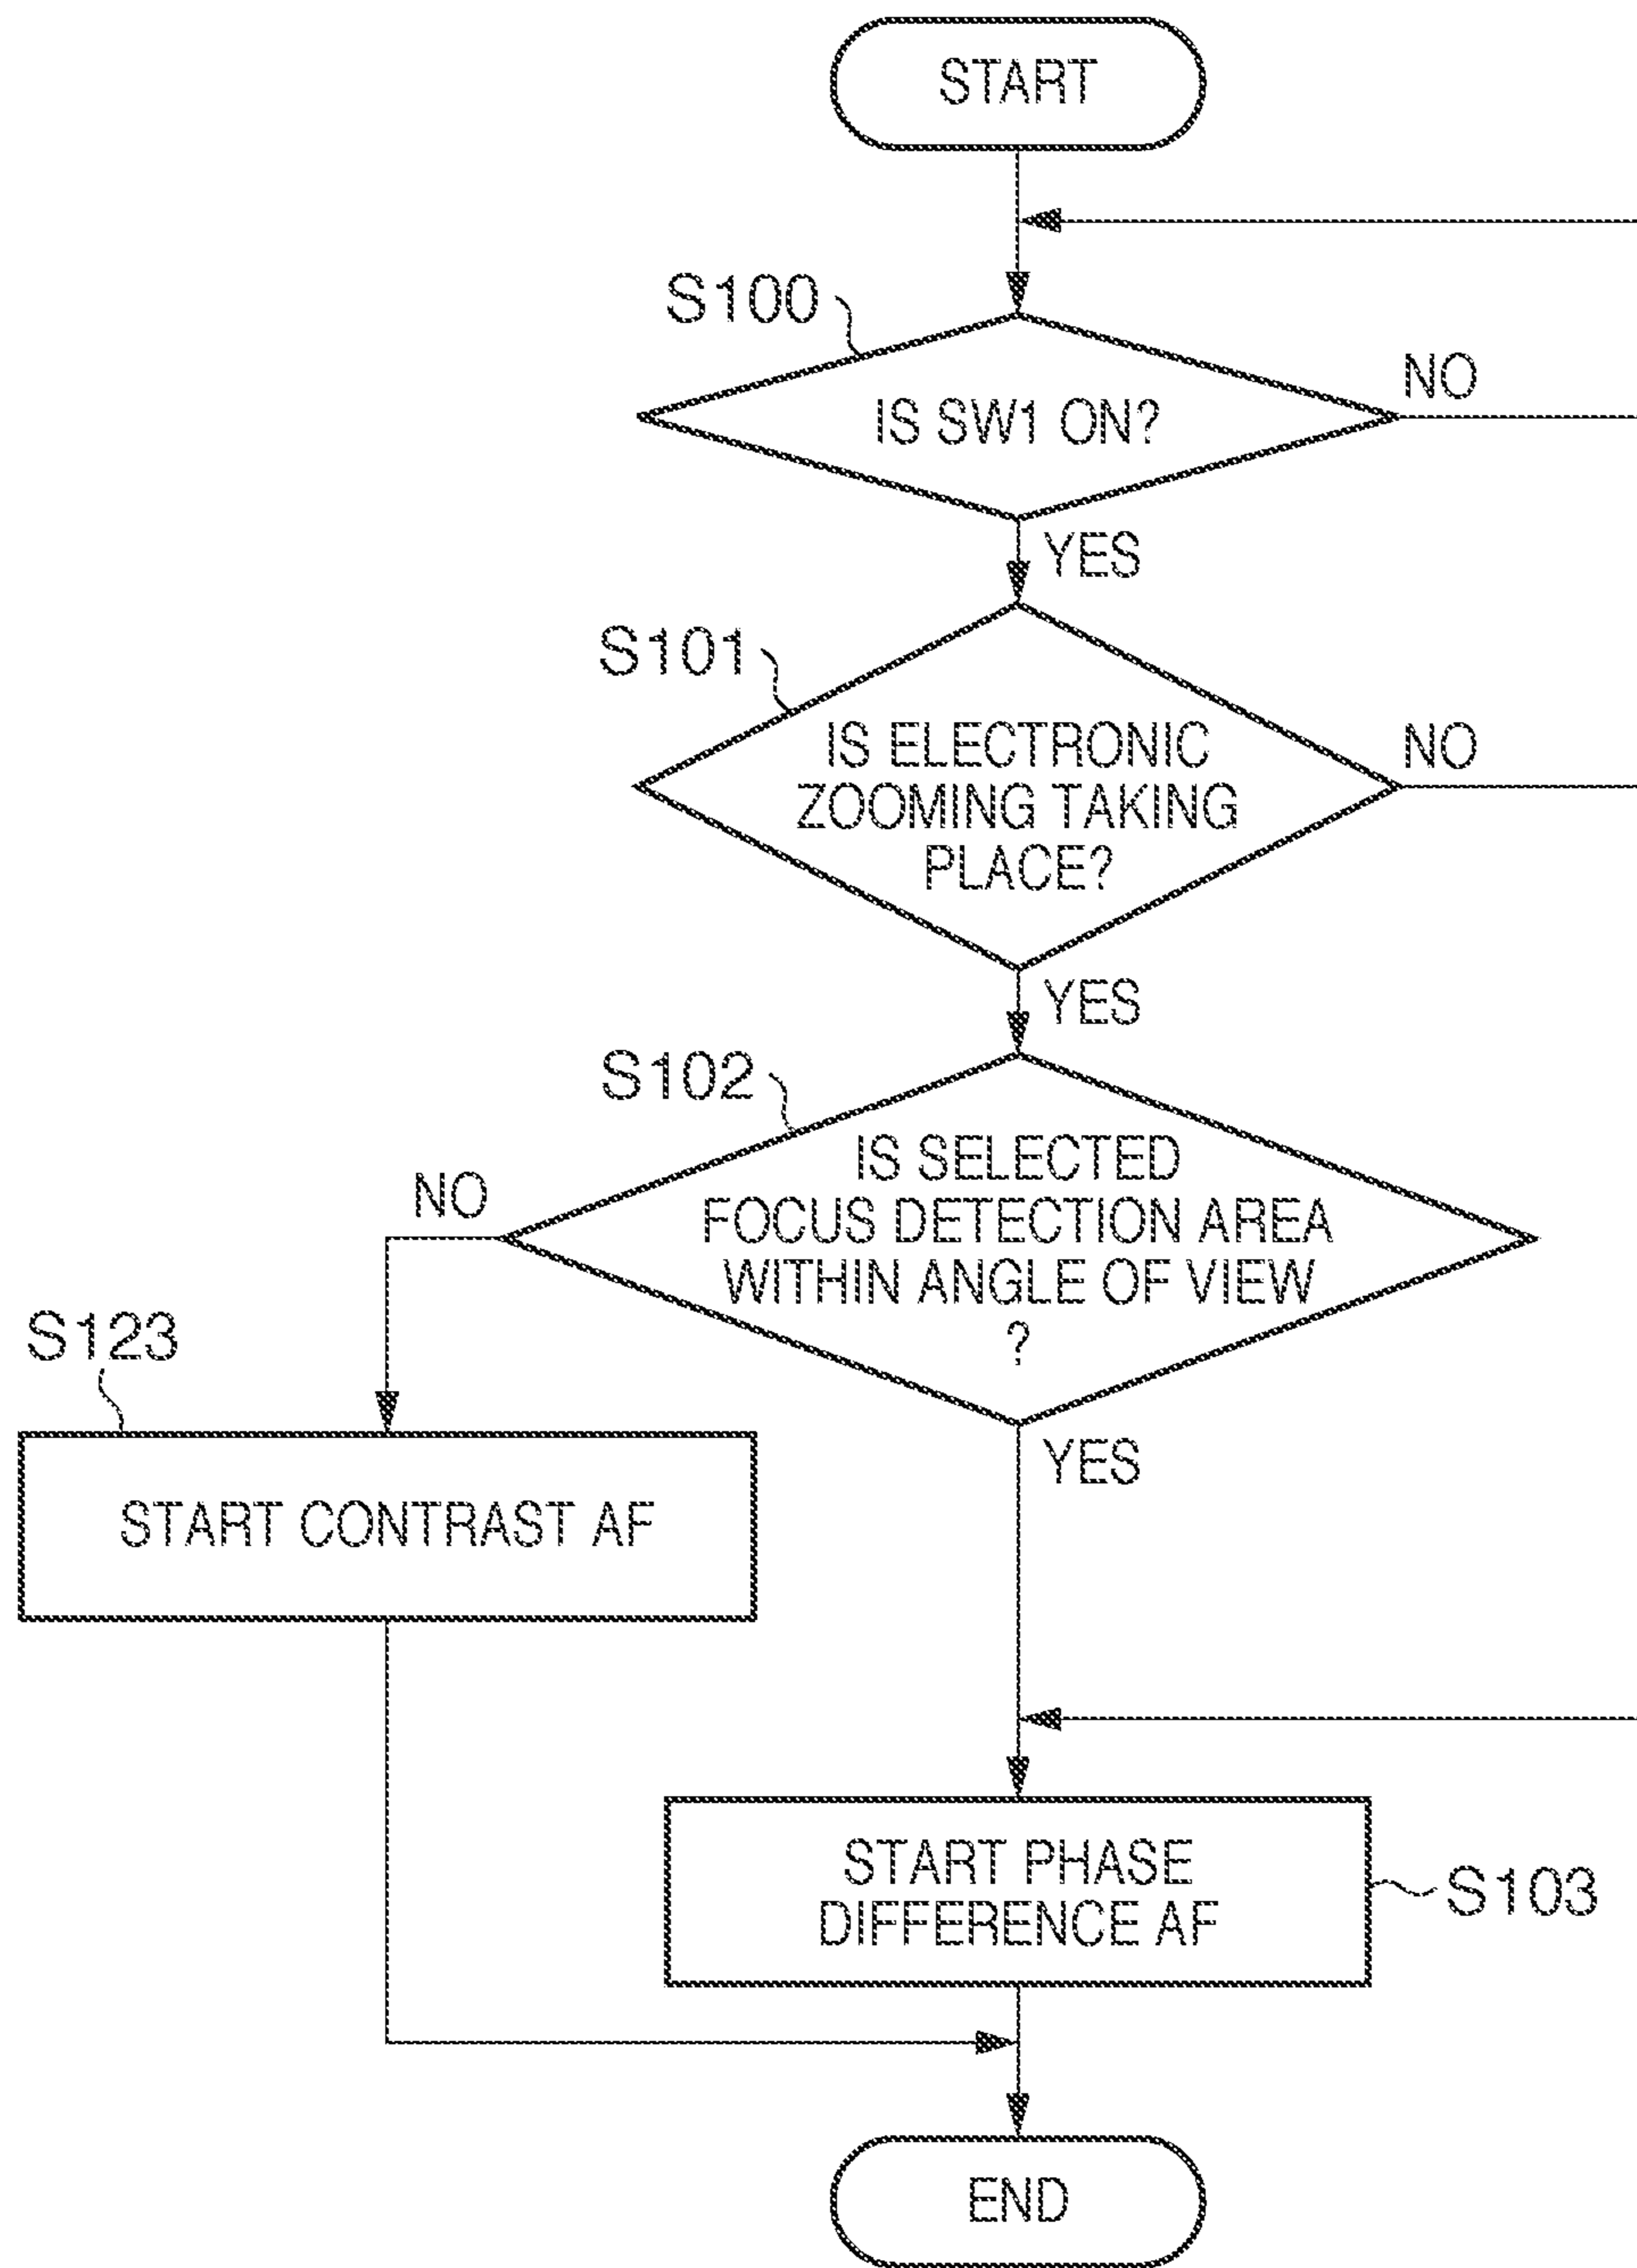 START
S100
IS SW1 ON?
NO
YES
S101
IS ELECTRONIC
ZOOMING TAKING
PLACE?
NO
YES
S102
IS SELECTED
FOCUS DETECTION AREA
WITHIN ANGLE OF VIEW
?
NO
YES
S123
START CONTRAST AF
START PHASE
DIFFERENCE AF
S103
END